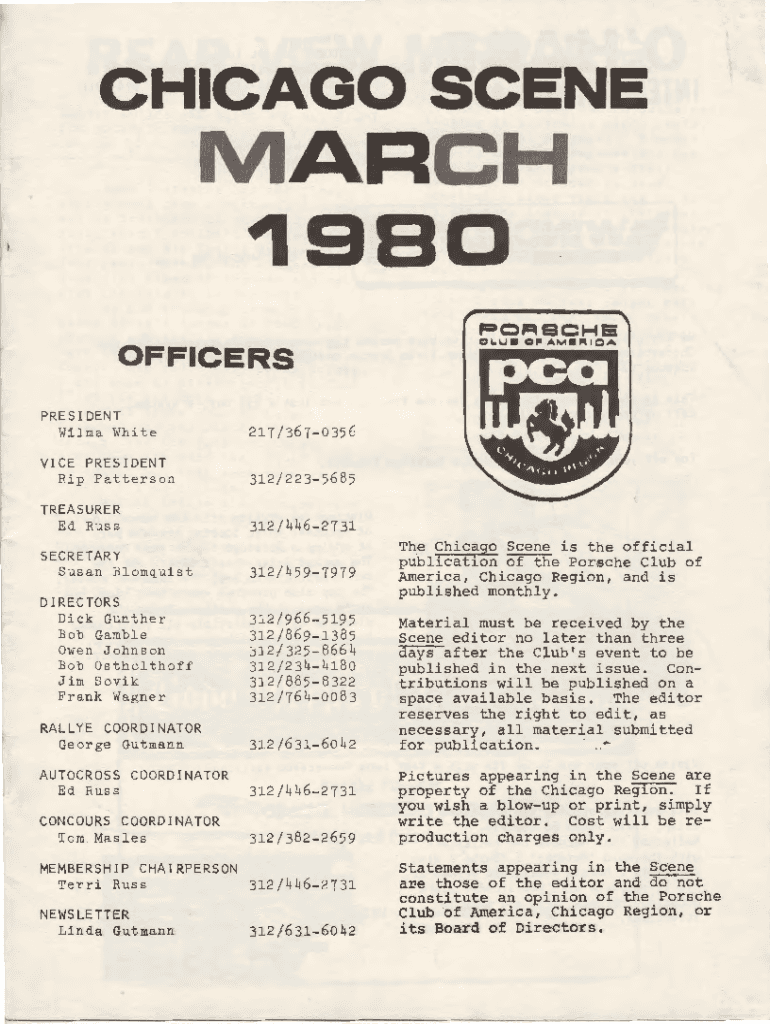 CHICAGO SCENE
MARCH
1980
OFFICERS
PRESIDENT
Wilma White 217/367-0356
VICE PRESIDENT
Rip Patterson 312/223-5685
TREASURER
Ed Russ 312/446-2731
SECRETARY
Susan Blomquist 312/459-7979
DIRECTORS
Dick Gunther 312/966-5195
Bob Gamble 312/869-1385
Owen Johnson 312/325-8664
Bob Ostholthoff 312/234-4180
Jim Sovik 312/885-8322
Frank Wagner 312/764-0083
RALLYE COORDINATOR
George Gutmann 312/631-6042
AUTOCROSS COORDINATOR
Ed Russ 312/446-2731
CONCOURS COORDINATOR
Tom Masles 312/382-2659
MEMBERSHIP CHAIRPERSON
Terri Russ 312/446-2731
NEWSLETTER
Linda Gutmann 312/631-6042
PORSCHE
CLUB OF AMERICA
pca
CHICAGO REGION
The Chicago Scene is the official
publication of the Porsche Club of
America, Chicago Region, and is
published monthly.
Material must be received by the
Scene editor no later than three
days after the Club's event to be
published in the next issue. Con-
tributions will be published on a
space available basis. The editor
reserves the right to edit, as
necessary, all material submitted
for publication.
Pictures appearing in the Scene are
property of the Chicago Region. If
you wish a blow-up or print, simply
write the editor. Cost will be re-
production charges only.
Statements appearing in the Scene
are those of the editor and do not
constitute an opinion of the Porsche
Club of America, Chicago Region, or
its Board of Directors.